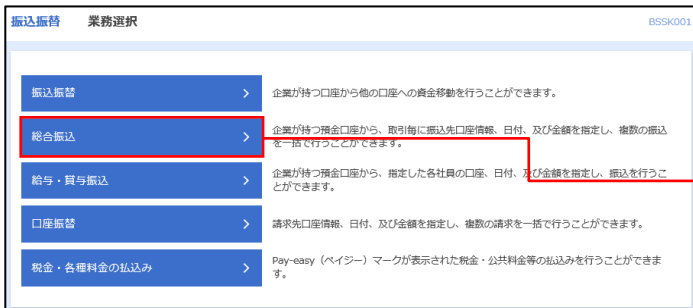 振込振替 業務選択 BSSK001
振込振替
企業が持つ口座から他の口座への資金移動を行うことができます。
総合振込
企業が持つ預金口座から、取引毎に振込先口座情報、日付、及び金額を指定し、複数の振込
を一括で行うことができます。
給与・賞与振込
企業が持つ預金口座から、指定した各社員の口座、日付、及び金額を指定し、振込を行うこ
とができます。
口座振替
請求先口座情報、日付、及び金額を指定し、複数の請求を一括で行うことができます。
税金・各種料金の払込み
Pay-easy（ペイジー）マークが表示された税金・公共料金等の払込みを行うことができま
す。